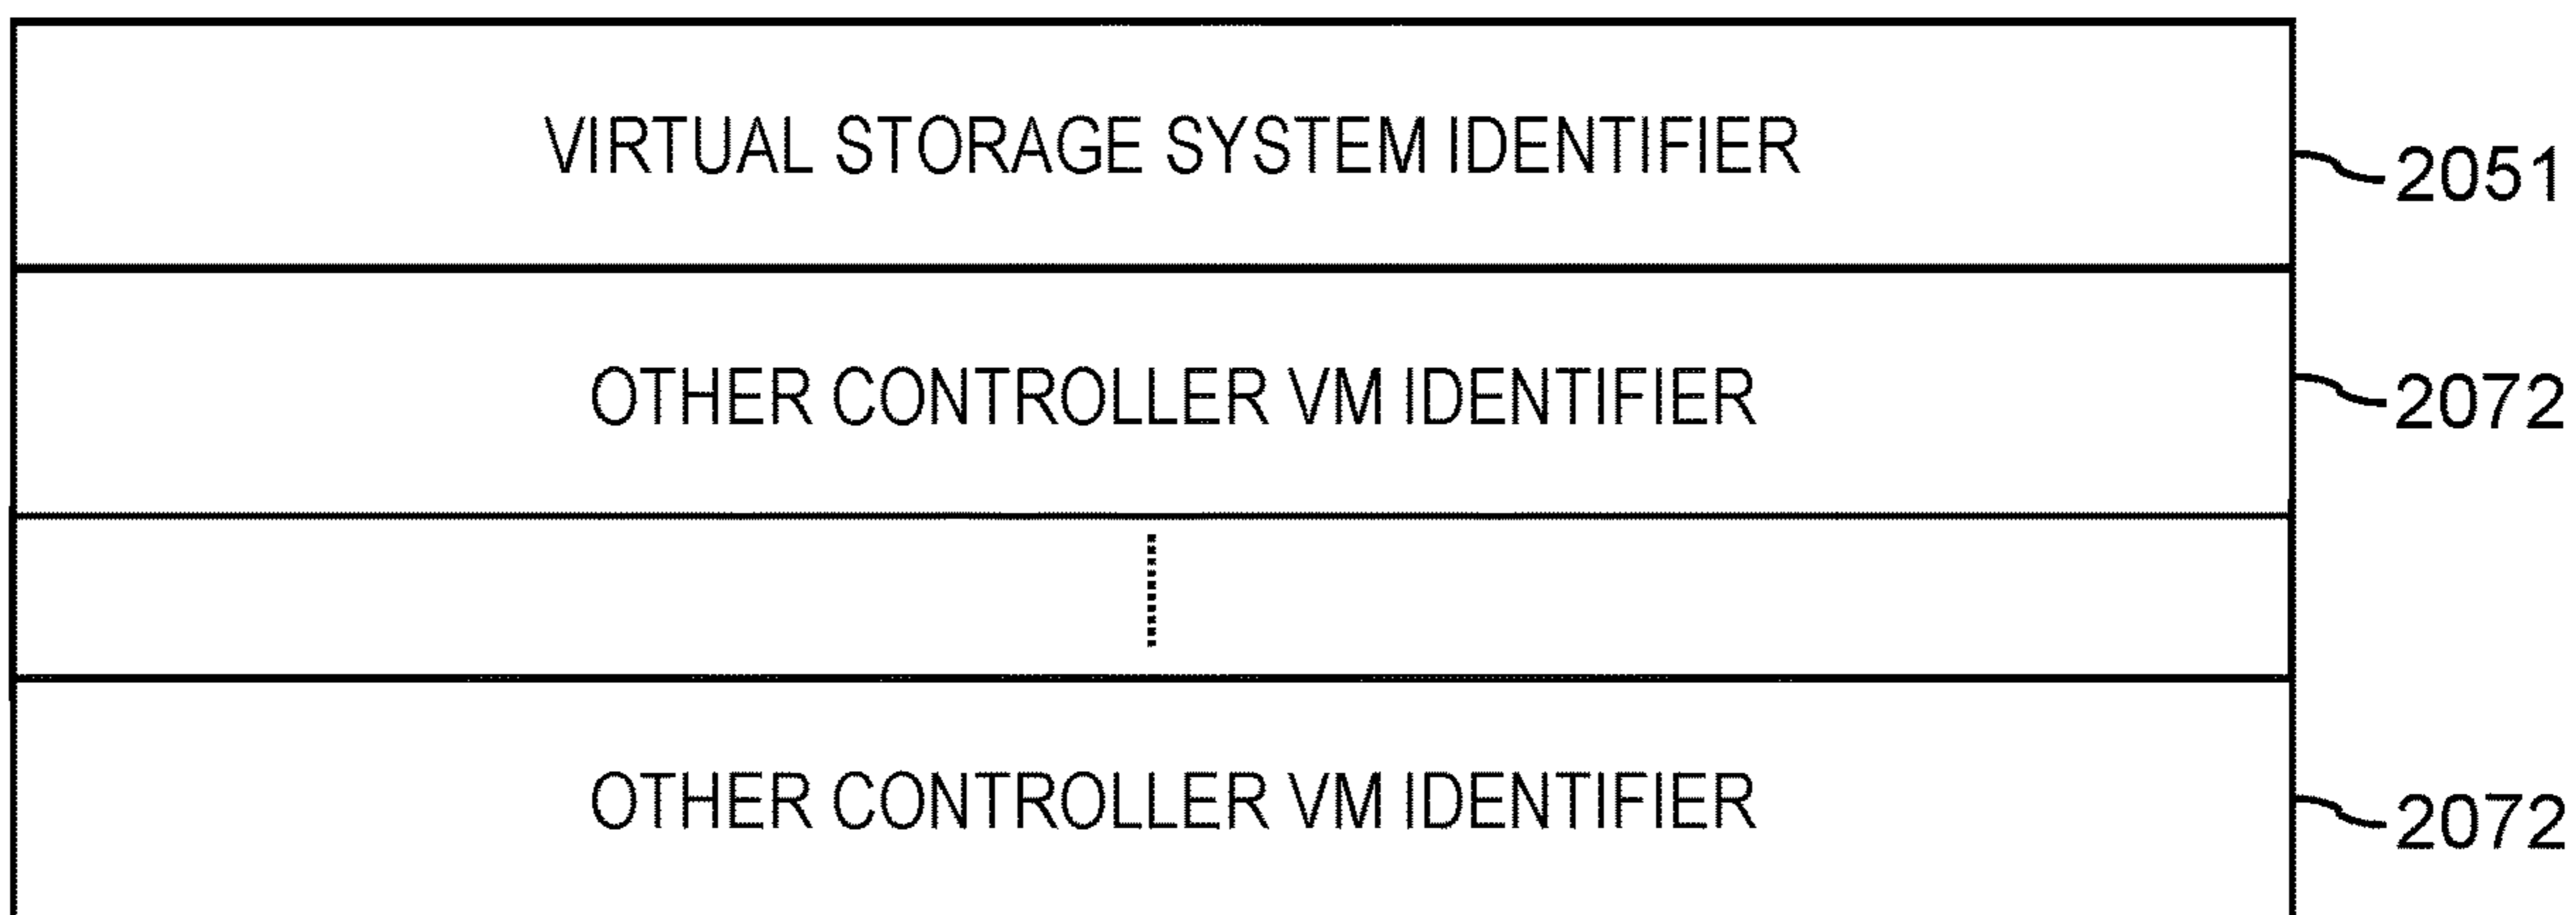 VIRTUAL STORAGE SYSTEM IDENTIFIER 2051
OTHER CONTROLLER VM IDENTIFIER 2072
OTHER CONTROLLER VM IDENTIFIER 2072